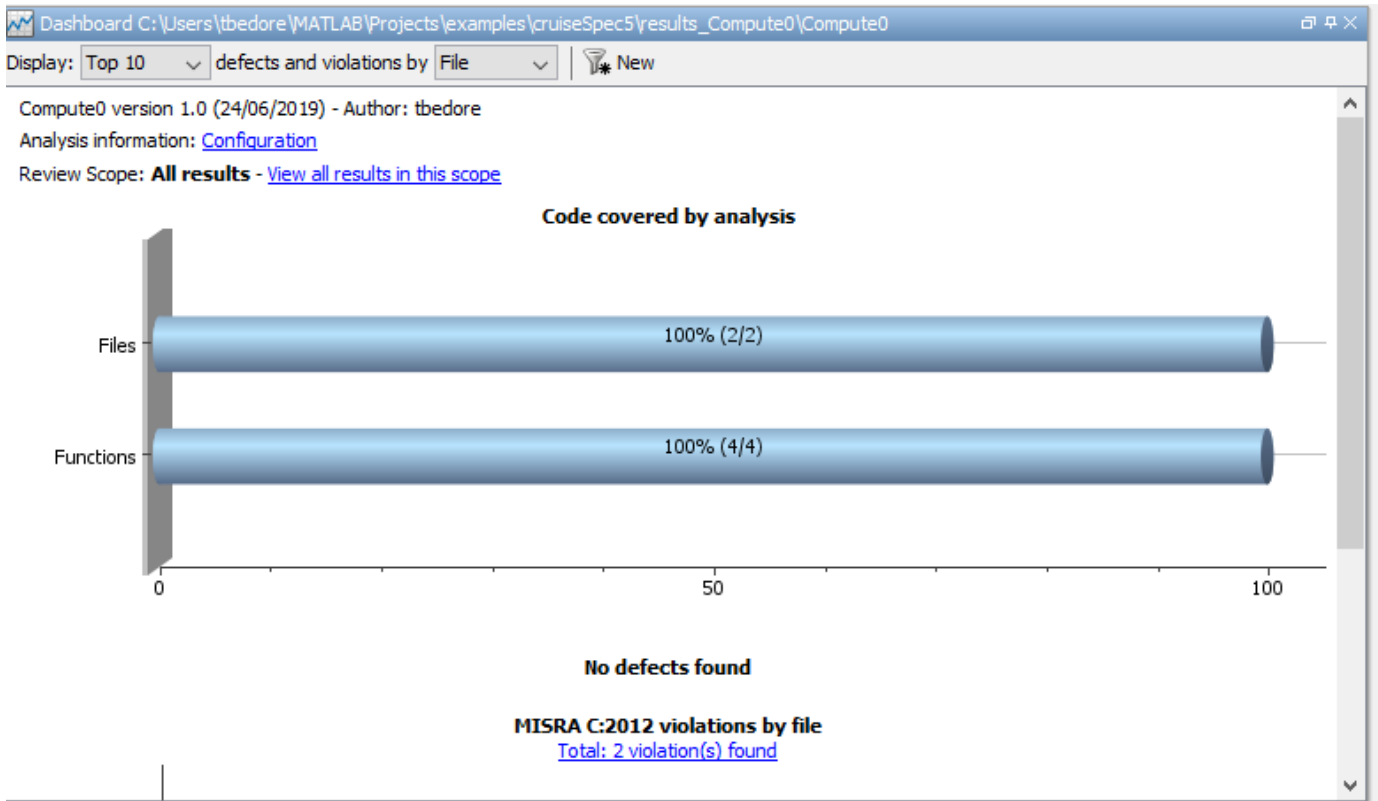 Dashboard C:\Users\tbedore\MATLAB\Projects\examples\cruiseSpec5\results_Compute0\Compute0
Display: Top 10 defects and violations by File New
Compute0 version 1.0 (24/06/2019) - Author: tbedore
Analysis information: Configuration
Review Scope: All results - View all results in this scope
Code covered by analysis
Files 100% (2/2)
Functions 100% (4/4)
0 50 100
No defects found
MISRA C:2012 violations by file
Total: 2 violation(s) found